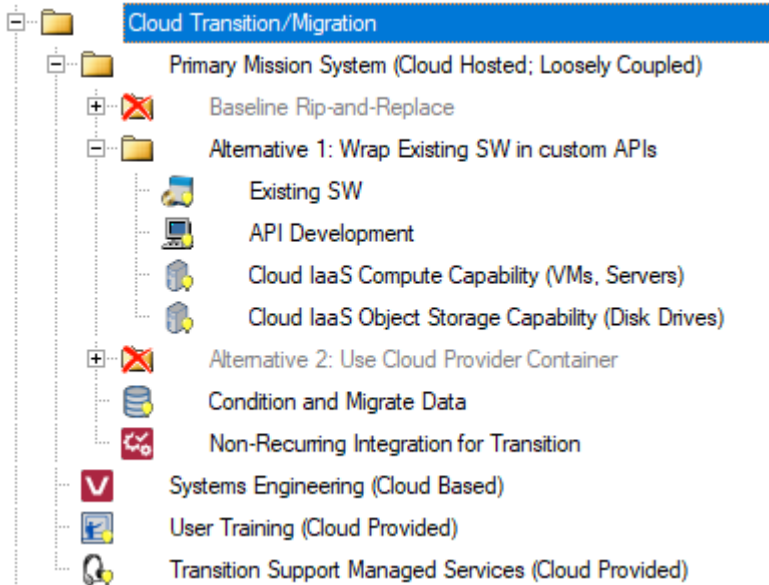 Cloud Transition/Migration
Primary Mission System (Cloud Hosted; Loosely Coupled)
Baseline Rip-and-Replace
Alternative 1: Wrap Existing SW in custom APIs
Existing SW
API Development
Cloud IaaS Compute Capability (VMs, Servers)
Cloud IaaS Object Storage Capability (Disk Drives)
Alternative 2: Use Cloud Provider Container
Condition and Migrate Data
Non-Recurring Integration for Transition
Systems Engineering (Cloud Based)
User Training (Cloud Provided)
Transition Support Managed Services (Cloud Provided)